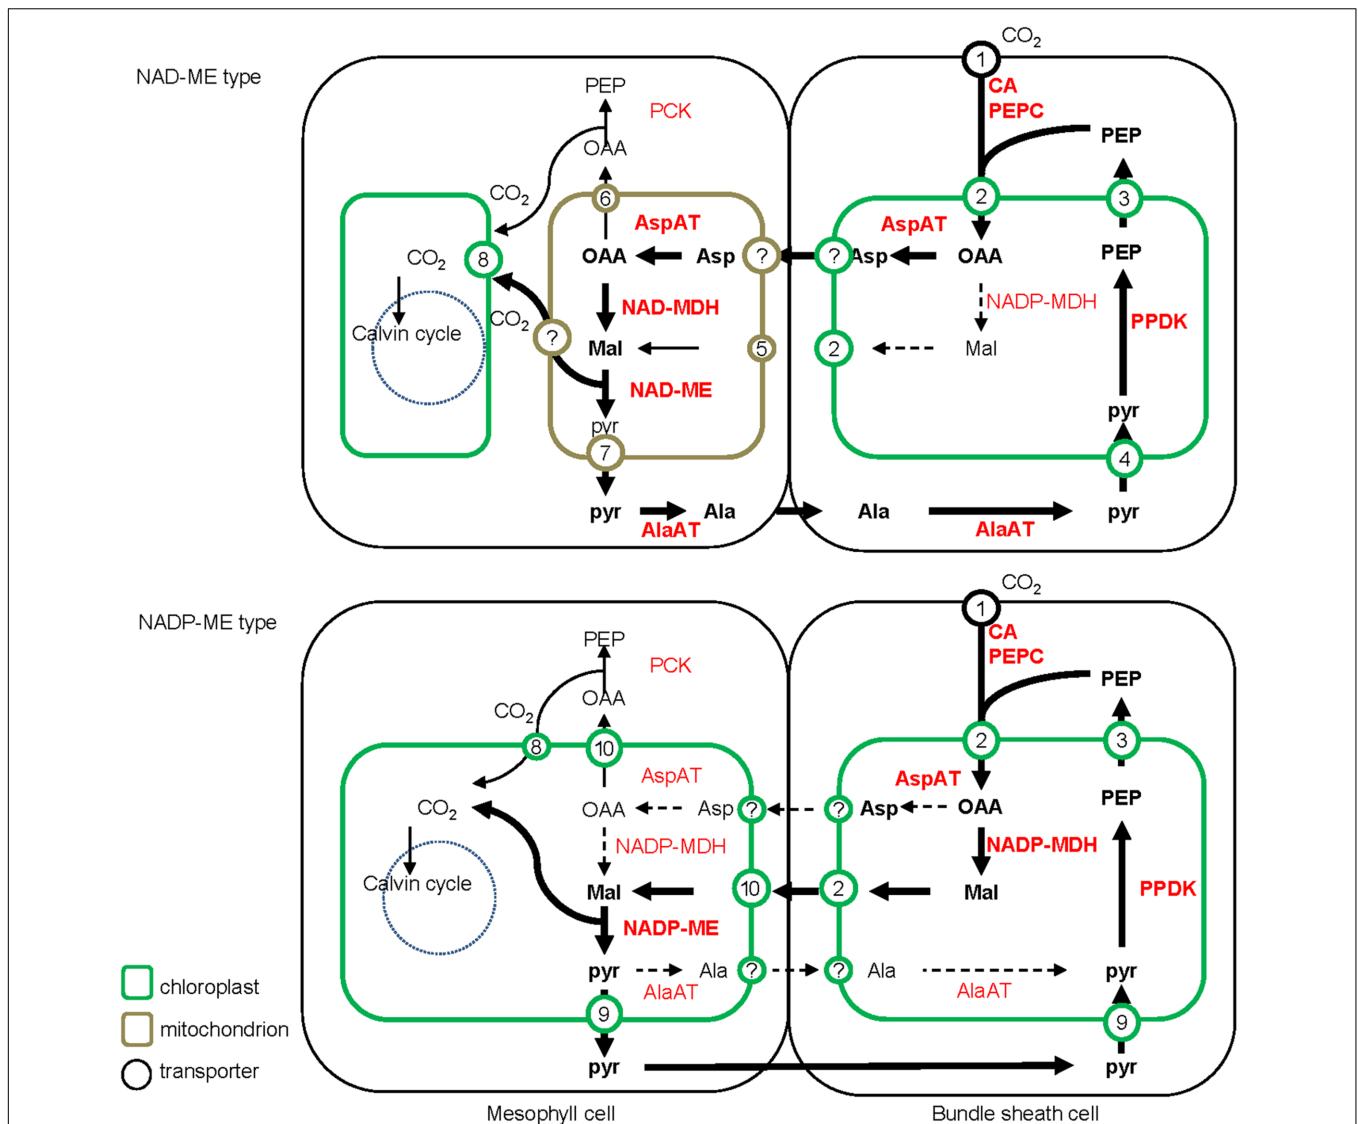 NAD-ME type
CO2
1
CA
PEPC
PEP
PCK
OAA
PEP
CO2
6
2
3
AspAT
AspAT
CO2
8
OAA
Asp
?
?
Asp
OAA
PEP
NAD-MDH
NADP-MDH
PPDK
CO2
Calvin cycle
?
Mal
5
2
Mal
NAD-ME
pyr
pyr
7
4
pyr
Ala
Ala
pyr
AlaAT
AlaAT
NADP-ME type
CO2
1
CA
PEPC
PEP
PCK
PEP
OAA
CO2
8
10
2
3
AspAT
AspAT
CO2
OAA
Asp
?
?
Asp
OAA
PEP
NADP-MDH
NADP-MDH
Calvin cycle
Mal
10
2
Mal
PPDK
NADP-ME
pyr
Ala
?
?
Ala
pyr
AlaAT
AlaAT
9
9
pyr
pyr
chloroplast
mitochondrion
transporter
Mesophyll cell
Bundle sheath cell